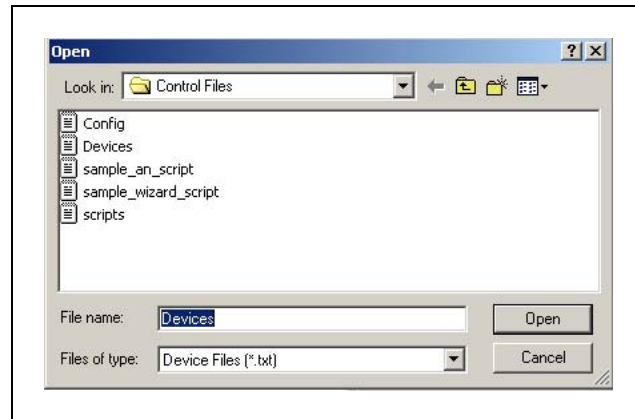 Open
Look in: Control Files
Config
Devices
sample_an_script
sample_wizard_script
scripts
File name: Devices Open
Files of type: Device Files (*.txt) Cancel